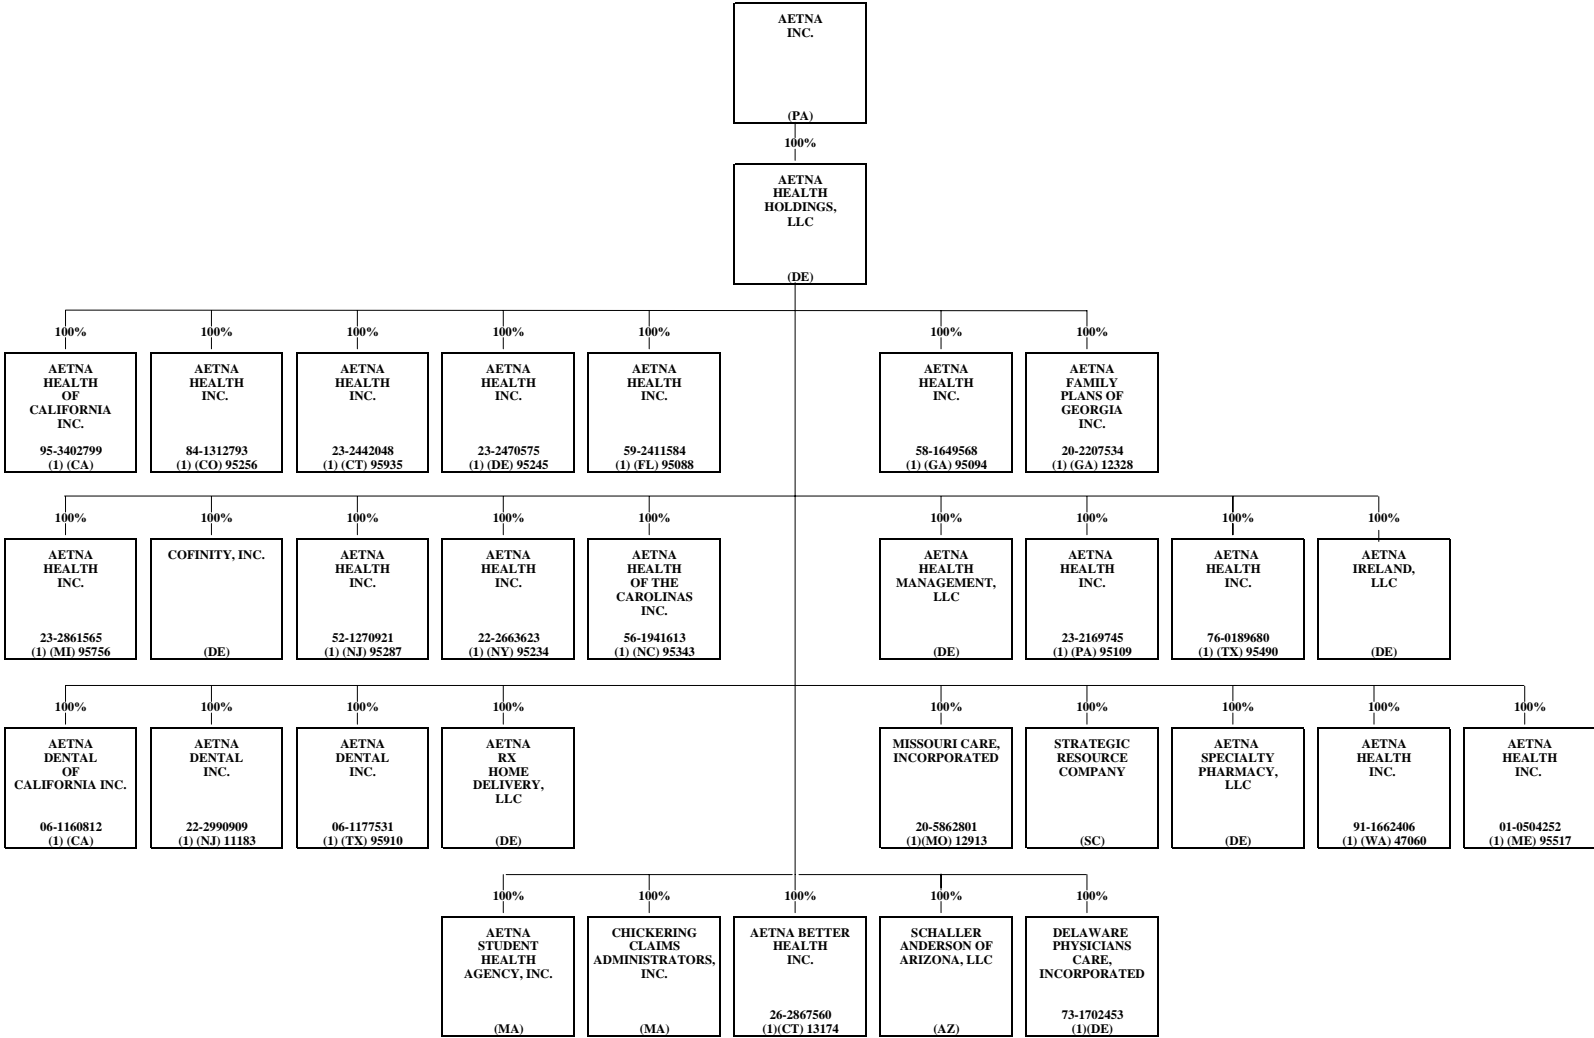 AETNA
INC.
(PA)
100%
AETNA
HEALTH
HOLDINGS,
LLC
(DE)
100%
AETNA
HEALTH
OF
CALIFORNIA
INC.
95-3402799
(1) (CA)
100%
AETNA
HEALTH
INC.
84-1312793
(1) (CO) 95256
100%
AETNA
HEALTH
INC.
23-2442048
(1) (CT) 95935
100%
AETNA
HEALTH
INC.
23-2470575
(1) (DE) 95245
100%
AETNA
HEALTH
INC.
59-2411584
(1) (FL) 95088
100%
AETNA
HEALTH
INC.
58-1649568
(1) (GA) 95094
100%
AETNA
FAMILY
PLANS OF
GEORGIA
INC.
20-2207534
(1) (GA) 12328
100%
AETNA
HEALTH
INC.
23-2861565
(1) (MI) 95756
100%
COFINITY, INC.
(DE)
100%
AETNA
HEALTH
INC.
52-1270921
(1) (NJ) 95287
100%
AETNA
HEALTH
INC.
22-2663623
(1) (NY) 95234
100%
AETNA
HEALTH
OF THE
CAROLINAS
INC.
56-1941613
(1) (NC) 95343
100%
AETNA
HEALTH
MANAGEMENT,
LLC
(DE)
100%
AETNA
HEALTH
INC.
23-2169745
(1) (PA) 95109
100%
AETNA
HEALTH
INC.
76-0189680
(1) (TX) 95490
100%
AETNA
IRELAND,
LLC
(DE)
100%
AETNA
DENTAL
OF
CALIFORNIA INC.
06-1160812
(1) (CA)
100%
AETNA
DENTAL
INC.
22-2990909
(1) (NJ) 11183
100%
AETNA
DENTAL
INC.
06-1177531
(1) (TX) 95910
100%
AETNA
RX
HOME
DELIVERY,
LLC
(DE)
100%
MISSOURI CARE,
INCORPORATED
20-5862801
(1)(MO) 12913
100%
STRATEGIC
RESOURCE
COMPANY
(SC)
100%
AETNA
SPECIALTY
PHARMACY,
LLC
(DE)
100%
AETNA
HEALTH
INC.
91-1662406
(1) (WA) 47060
100%
AETNA
HEALTH
INC.
01-0504252
(1) (ME) 95517
100%
AETNA
STUDENT
HEALTH
AGENCY, INC.
(MA)
100%
CHICKERING
CLAIMS
ADMINISTRATORS,
INC.
(MA)
100%
AETNA BETTER
HEALTH
INC.
26-2867560
(1)(CT) 13174
100%
SCHALLER
ANDERSON OF
ARIZONA, LLC
(AZ)
100%
DELAWARE
PHYSICIANS
CARE,
INCORPORATED
73-1702453
(1)(DE)